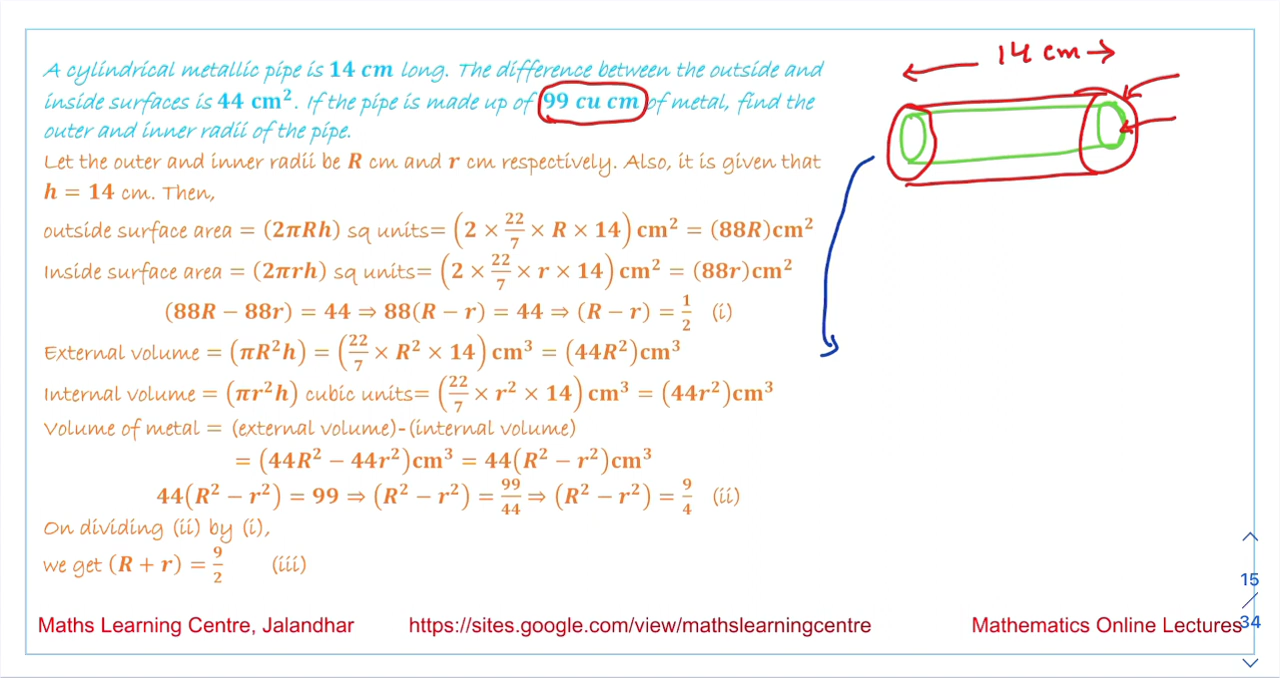 A cylindrical metallic pipe is 14 cm long. The difference between the outside and
inside surfaces is 44 cm². If the pipe is made up of 99 cu cm of metal, find the
outer and inner radii of the pipe.
Let the outer and inner radii be R cm and r cm respectively. Also, it is given that
h = 14 cm. Then,
outside surface area = (2πRh) sq units= (2 × 22/7 × R × 14) cm² = (88R)cm²
Inside surface area = (2πrh) sq units= (2 × 22/7 × r × 14) cm² = (88r)cm²
(88R − 88r) = 44 ⇒ 88(R − r) = 44 ⇒ (R − r) = 1/2 (i)
External volume = (πR²h) = (22/7 × R² × 14) cm³ = (44R²)cm³
Internal volume = (πr²h) cubic units= (22/7 × r² × 14) cm³ = (44r²)cm³
Volume of metal = (external volume)-(internal volume)
= (44R² − 44r²)cm³ = 44(R² − r²)cm³
44(R² − r²) = 99 ⇒ (R² − r²) = 99/44 ⇒ (R² − r²) = 9/4 (ii)
On dividing (ii) by (i),
we get (R + r) = 9/2 (iii)
14 cm
15
/
34
Maths Learning Centre, Jalandhar https://sites.google.com/view/mathslearningcentre Mathematics Online Lectures